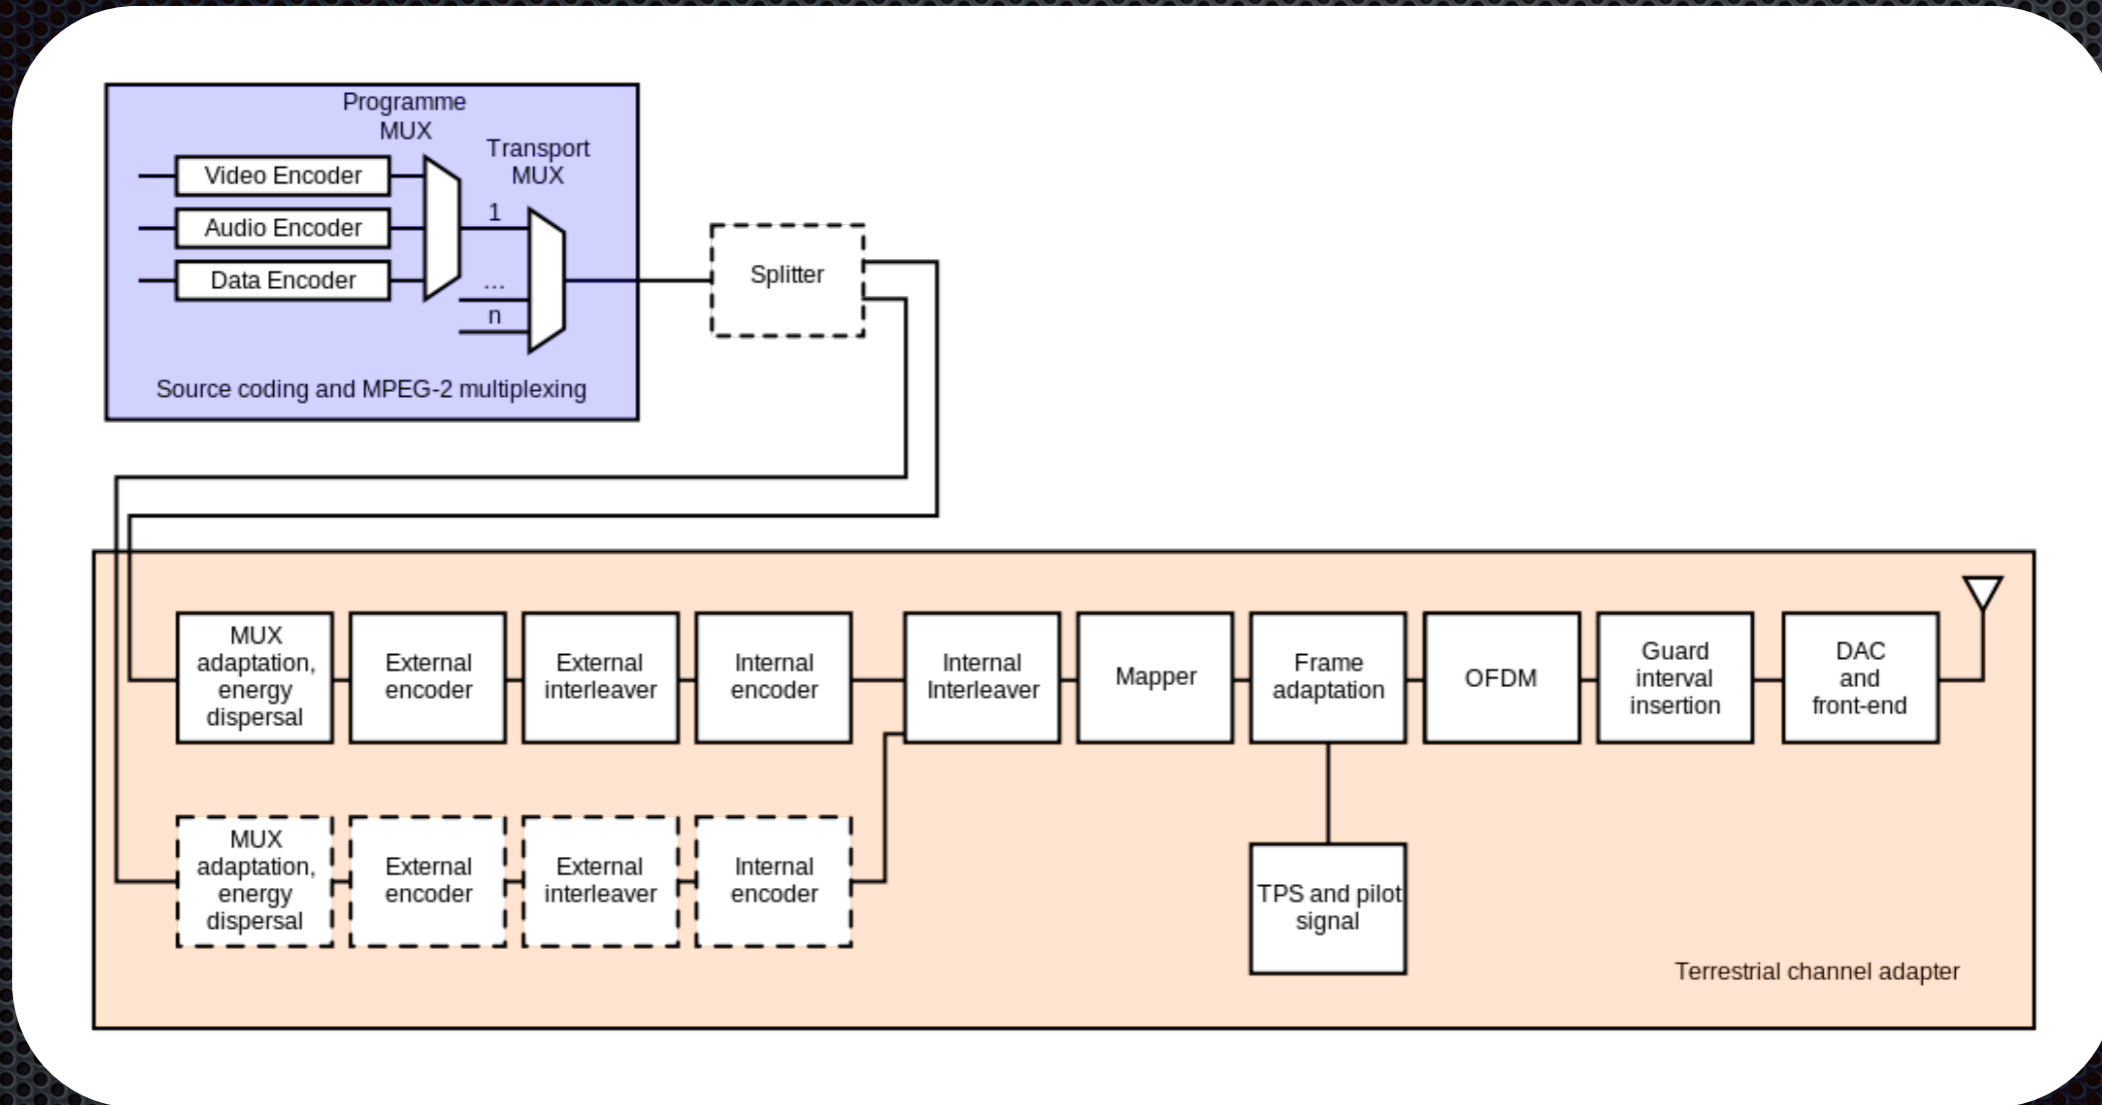 Programme
MUX
Transport
MUX
Video Encoder
Audio Encoder
Data Encoder
1
...
n
Source coding and MPEG-2 multiplexing
Splitter
MUX
adaptation,
energy
dispersal
External
encoder
External
interleaver
Internal
encoder
Internal
Interleaver
Mapper
Frame
adaptation
OFDM
Guard
interval
insertion
DAC
and
front-end
MUX
adaptation,
energy
dispersal
External
encoder
External
interleaver
Internal
encoder
TPS and pilot
signal
Terrestrial channel adapter